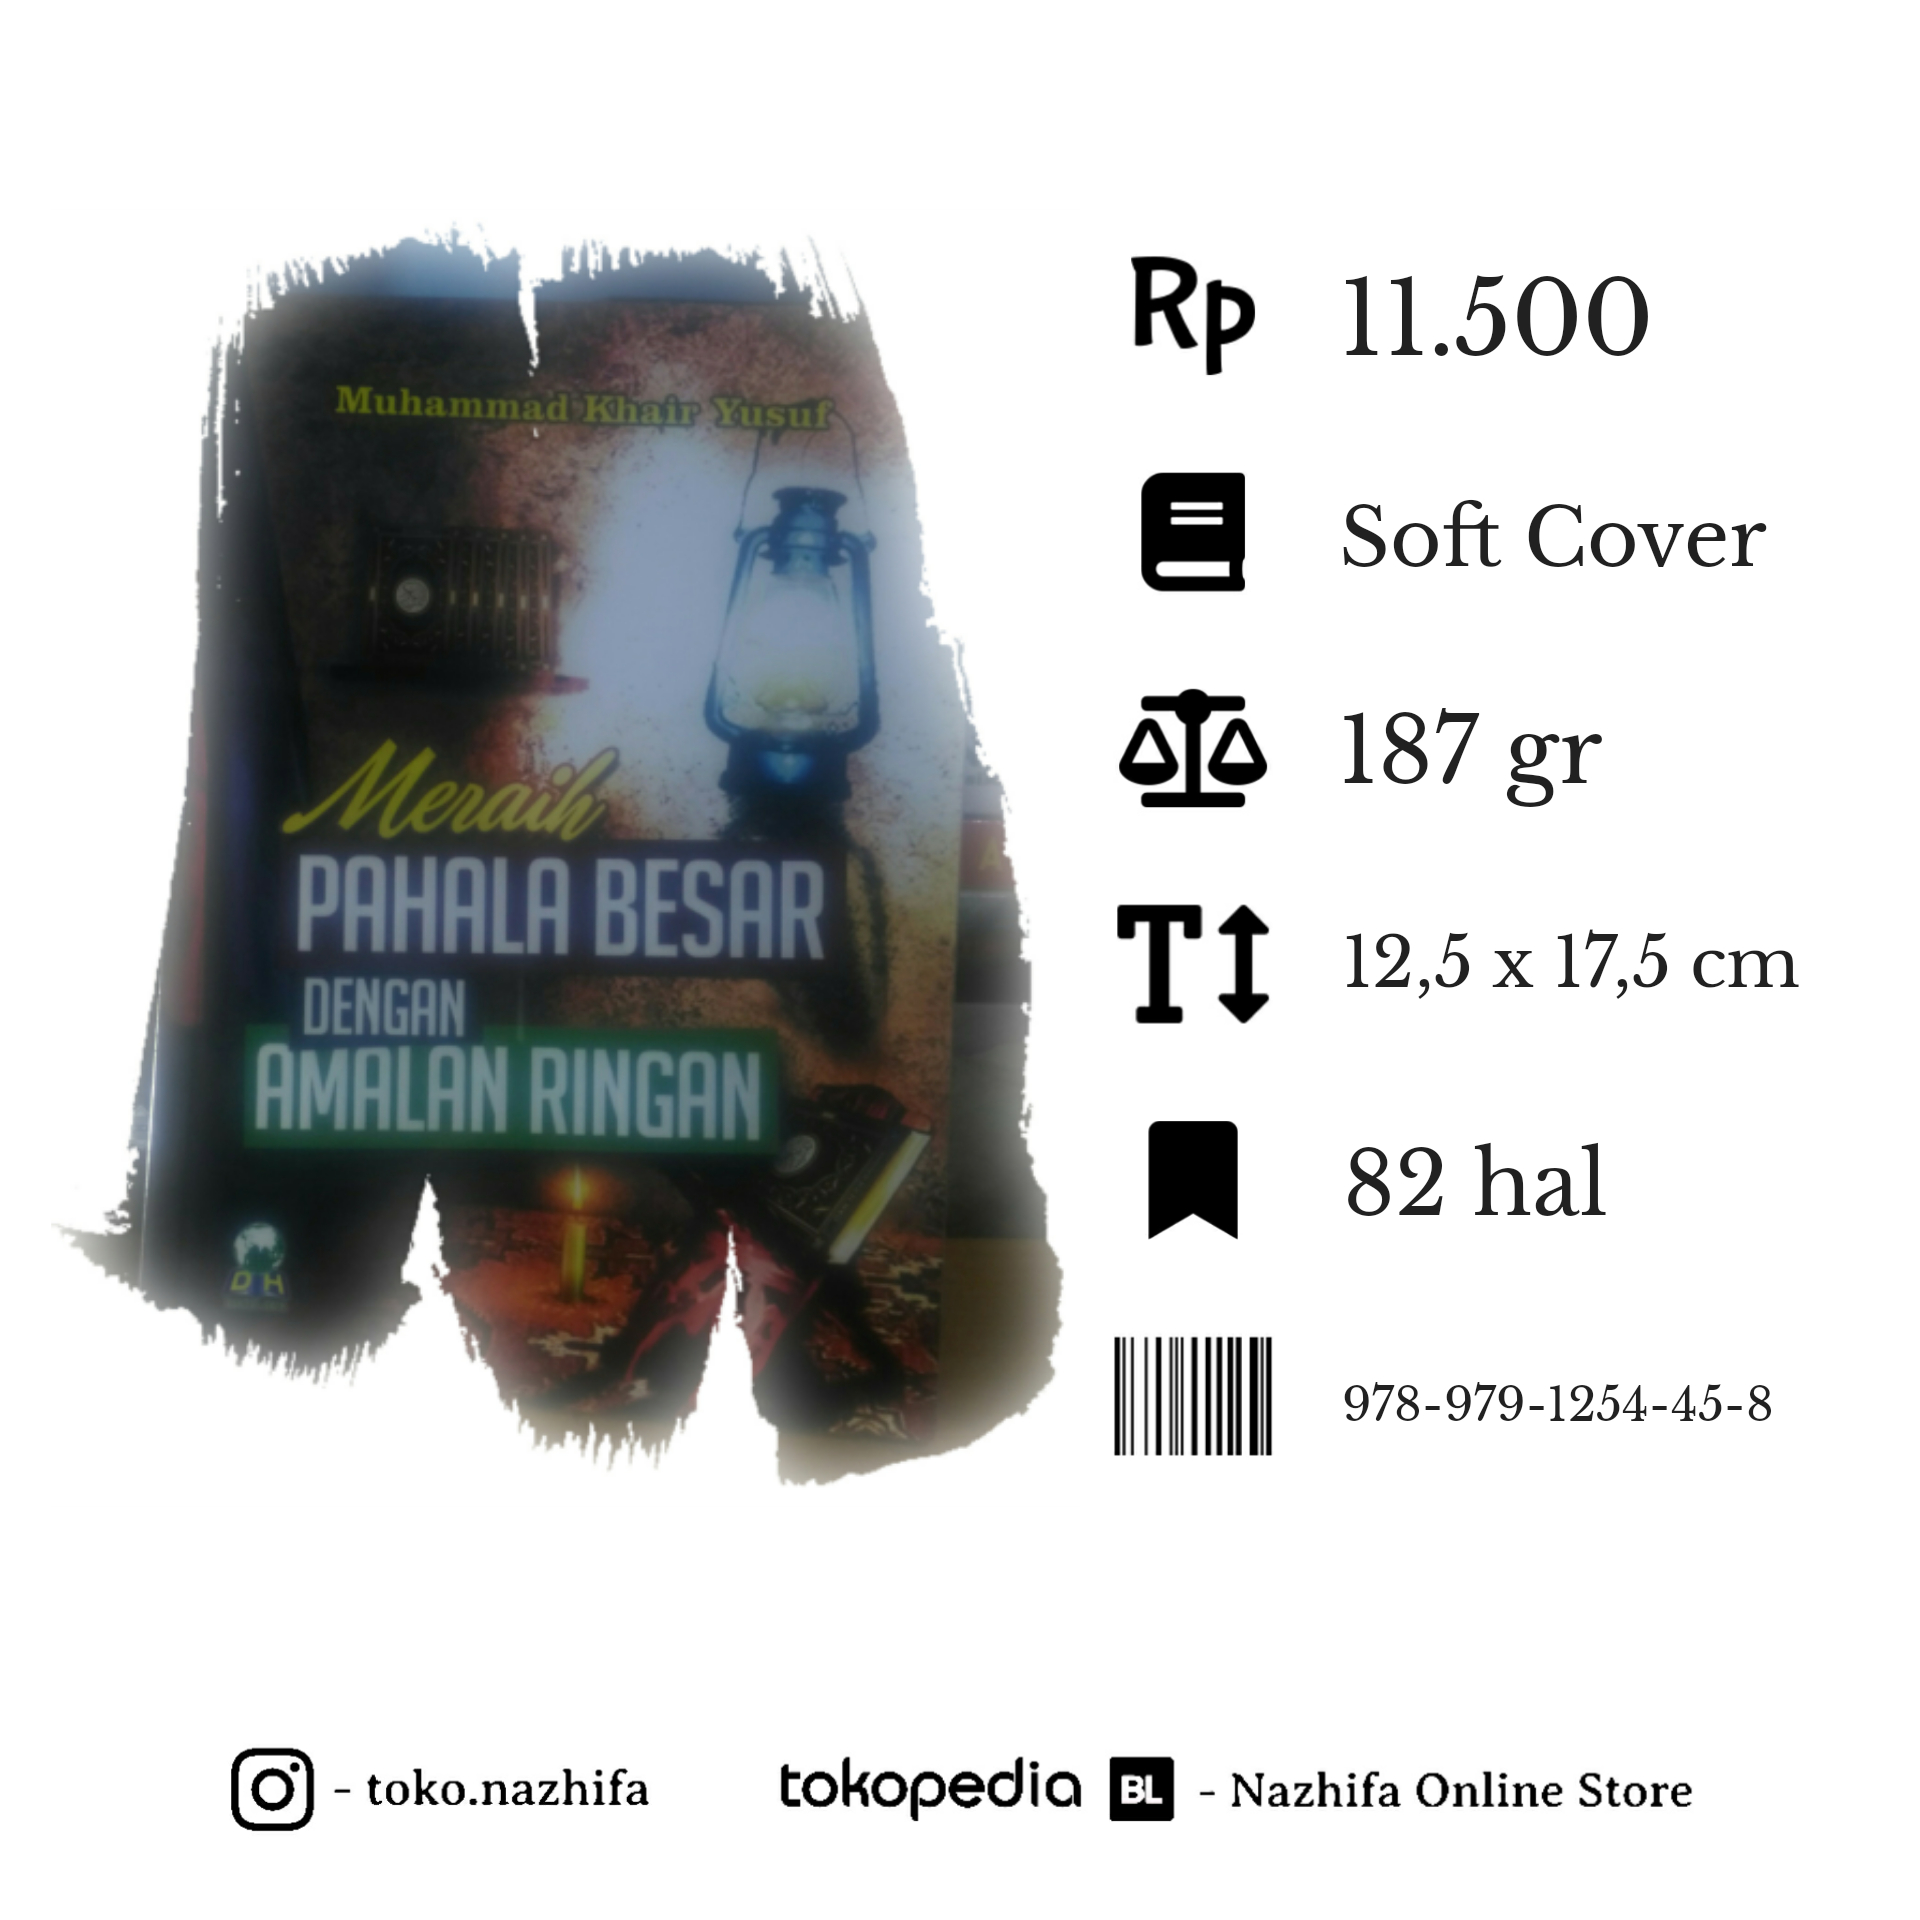 Muhammad Khair Yusuf
Meraih
PAHALA BESAR
DENGAN
AMALAN RINGAN
DH
Rp 11.500
Soft Cover
187 gr
12,5 x 17,5 cm
82 hal
978-979-1254-45-8
- toko.nazhifa
tokopedia BL - Nazhifa Online Store